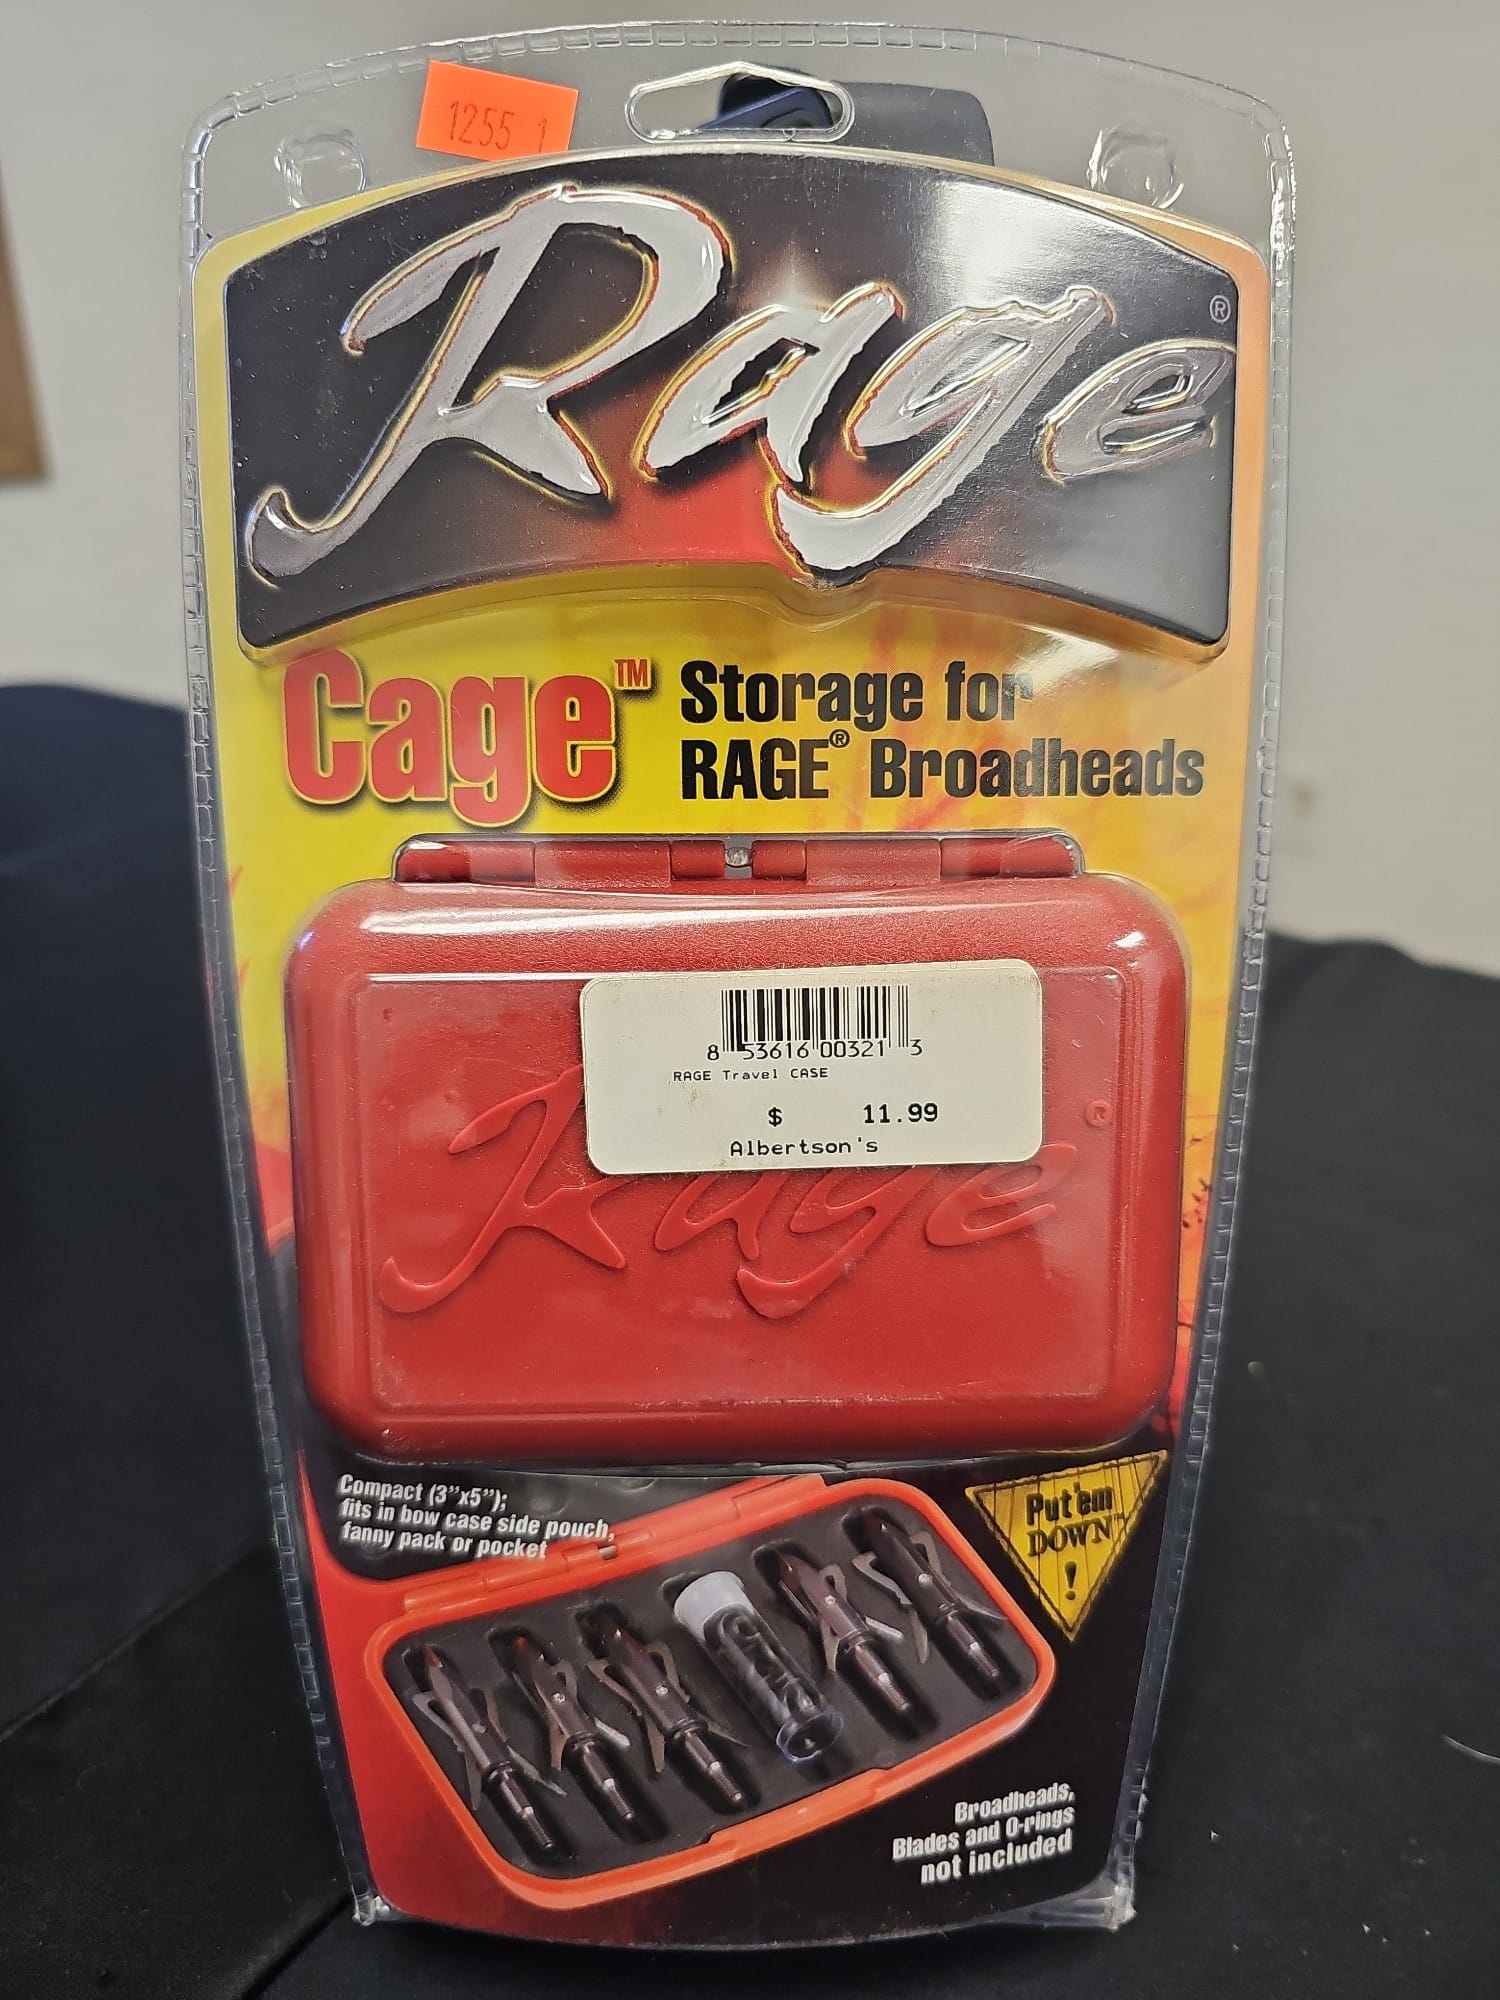 1255 1
Rage®
Cage™
Storage for
RAGE® Broadheads
8 53616 00321 3
RAGE Travel CASE
$ 11.99
Albertson's
Rage®
Compact (3"x5");
fits in bow case side pouch,
fanny pack or pocket
Put'em
DOWN™
!
Broadheads,
Blades and O-rings
not included